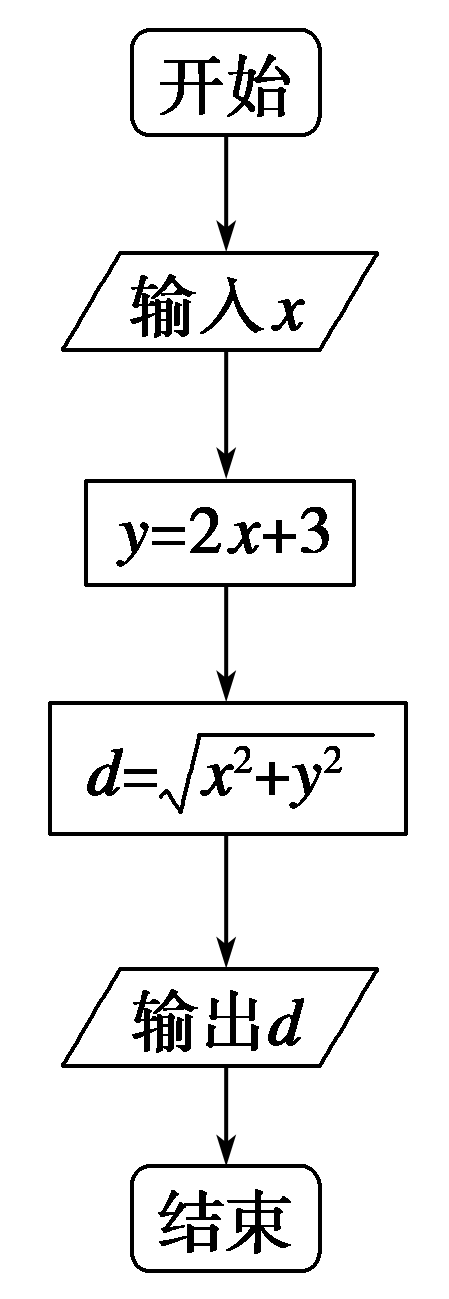 开始
输入x
y=2x+3
d=√x²+y²
输出d
结束